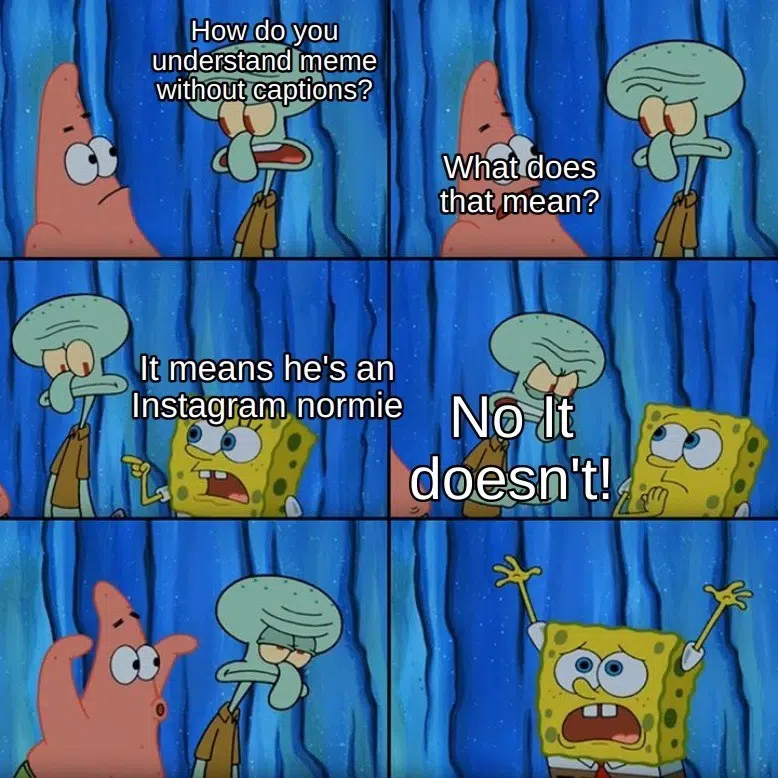 How do you
understand meme
without captions?
What does
that mean?
It means he's an
Instagram normie
No It
doesn't!